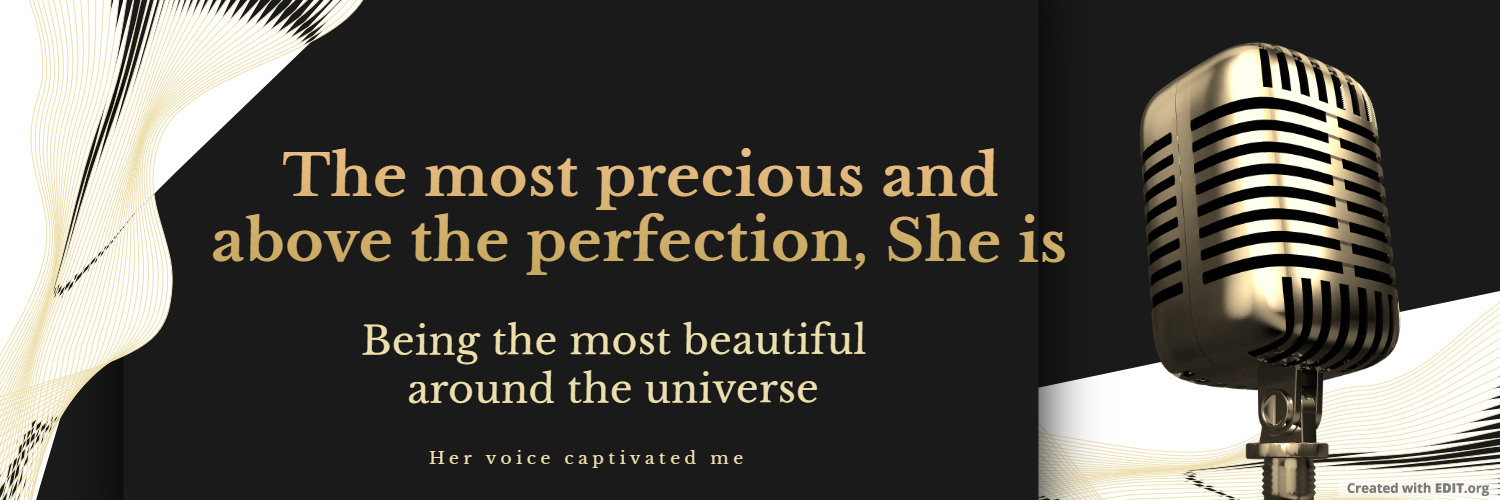 The most precious and
above the perfection, She is
Being the most beautiful
around the universe
Her voice captivated me
Created with EDIT.org